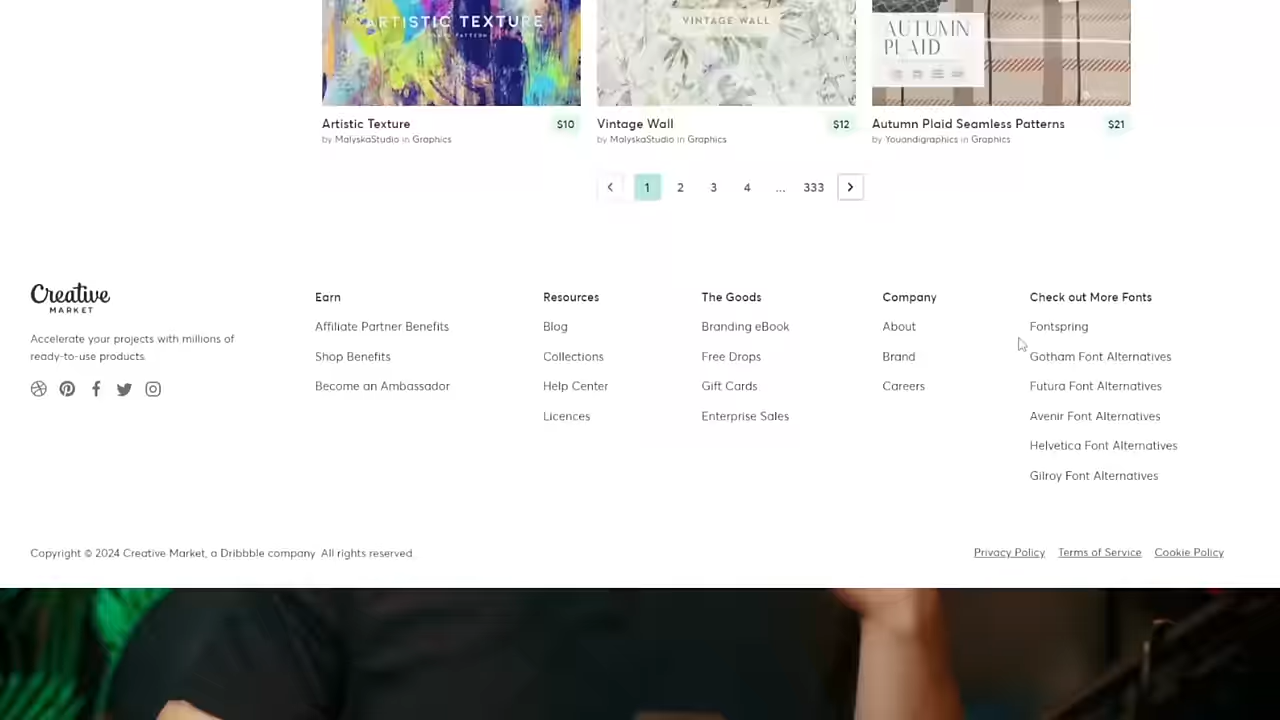 ARTISTIC TEXTURE
PATTERN
VINTAGE WALL
AUTUMN
PLAID
Artistic Texture
$10
by MalyskaStudio in Graphics
Vintage Wall
$12
by MalyskaStudio in Graphics
Autumn Plaid Seamless Patterns
$21
by Youandigraphics in Graphics
1 2 3 4 ... 333
Creative
MARKET
Accelerate your projects with millions of
ready-to-use products.
Earn
Affiliate Partner Benefits
Shop Benefits
Become an Ambassador
Resources
Blog
Collections
Help Center
Licences
The Goods
Branding eBook
Free Drops
Gift Cards
Enterprise Sales
Company
About
Brand
Careers
Check out More Fonts
Fontspring
Gotham Font Alternatives
Futura Font Alternatives
Avenir Font Alternatives
Helvetica Font Alternatives
Gilroy Font Alternatives
Copyright © 2024 Creative Market, a Dribbble company. All rights reserved.
Privacy Policy Terms of Service Cookie Policy